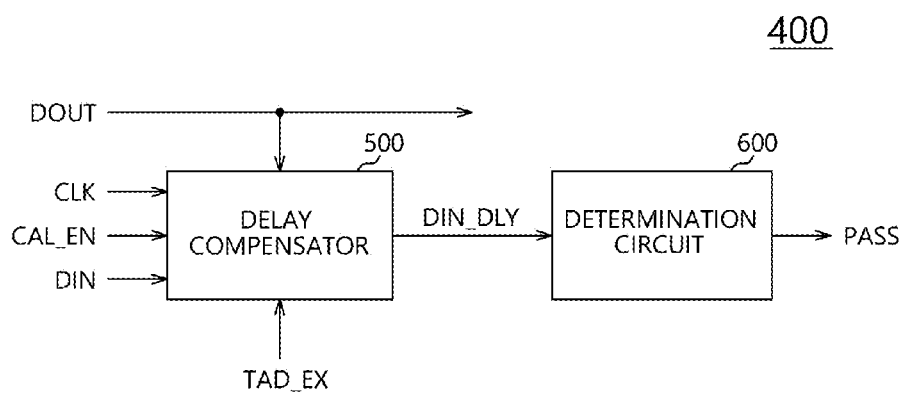 400
DOUT
500
600
CLK
CAL_EN
DIN
DELAY
COMPENSATOR
DIN_DLY
DETERMINATION
CIRCUIT
PASS
TAD_EX